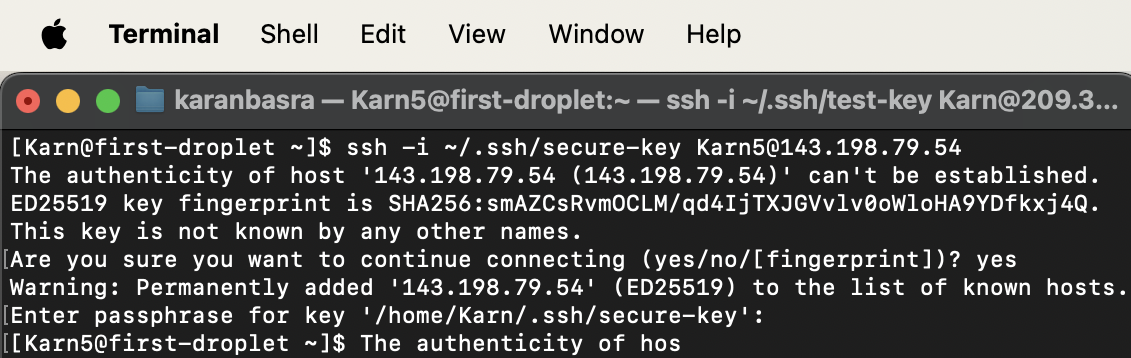 Terminal Shell Edit View Window Help
karanbasra — Karn5@first-droplet:~ — ssh -i ~/.ssh/test-key Karn@209.3...
[Karn@first-droplet ~]$ ssh -i ~/.ssh/secure-key Karn5@143.198.79.54
The authenticity of host '143.198.79.54 (143.198.79.54)' can't be established.
ED25519 key fingerprint is SHA256:smAZCsRvmOCLM/qd4IjTXJGVvlv0oWloHA9YDfkxj4Q.
This key is not known by any other names.
[Are you sure you want to continue connecting (yes/no/[fingerprint])? yes
Warning: Permanently added '143.198.79.54' (ED25519) to the list of known hosts.
[Enter passphrase for key '/home/Karn/.ssh/secure-key':
[[Karn5@first-droplet ~]$ The authenticity of hos